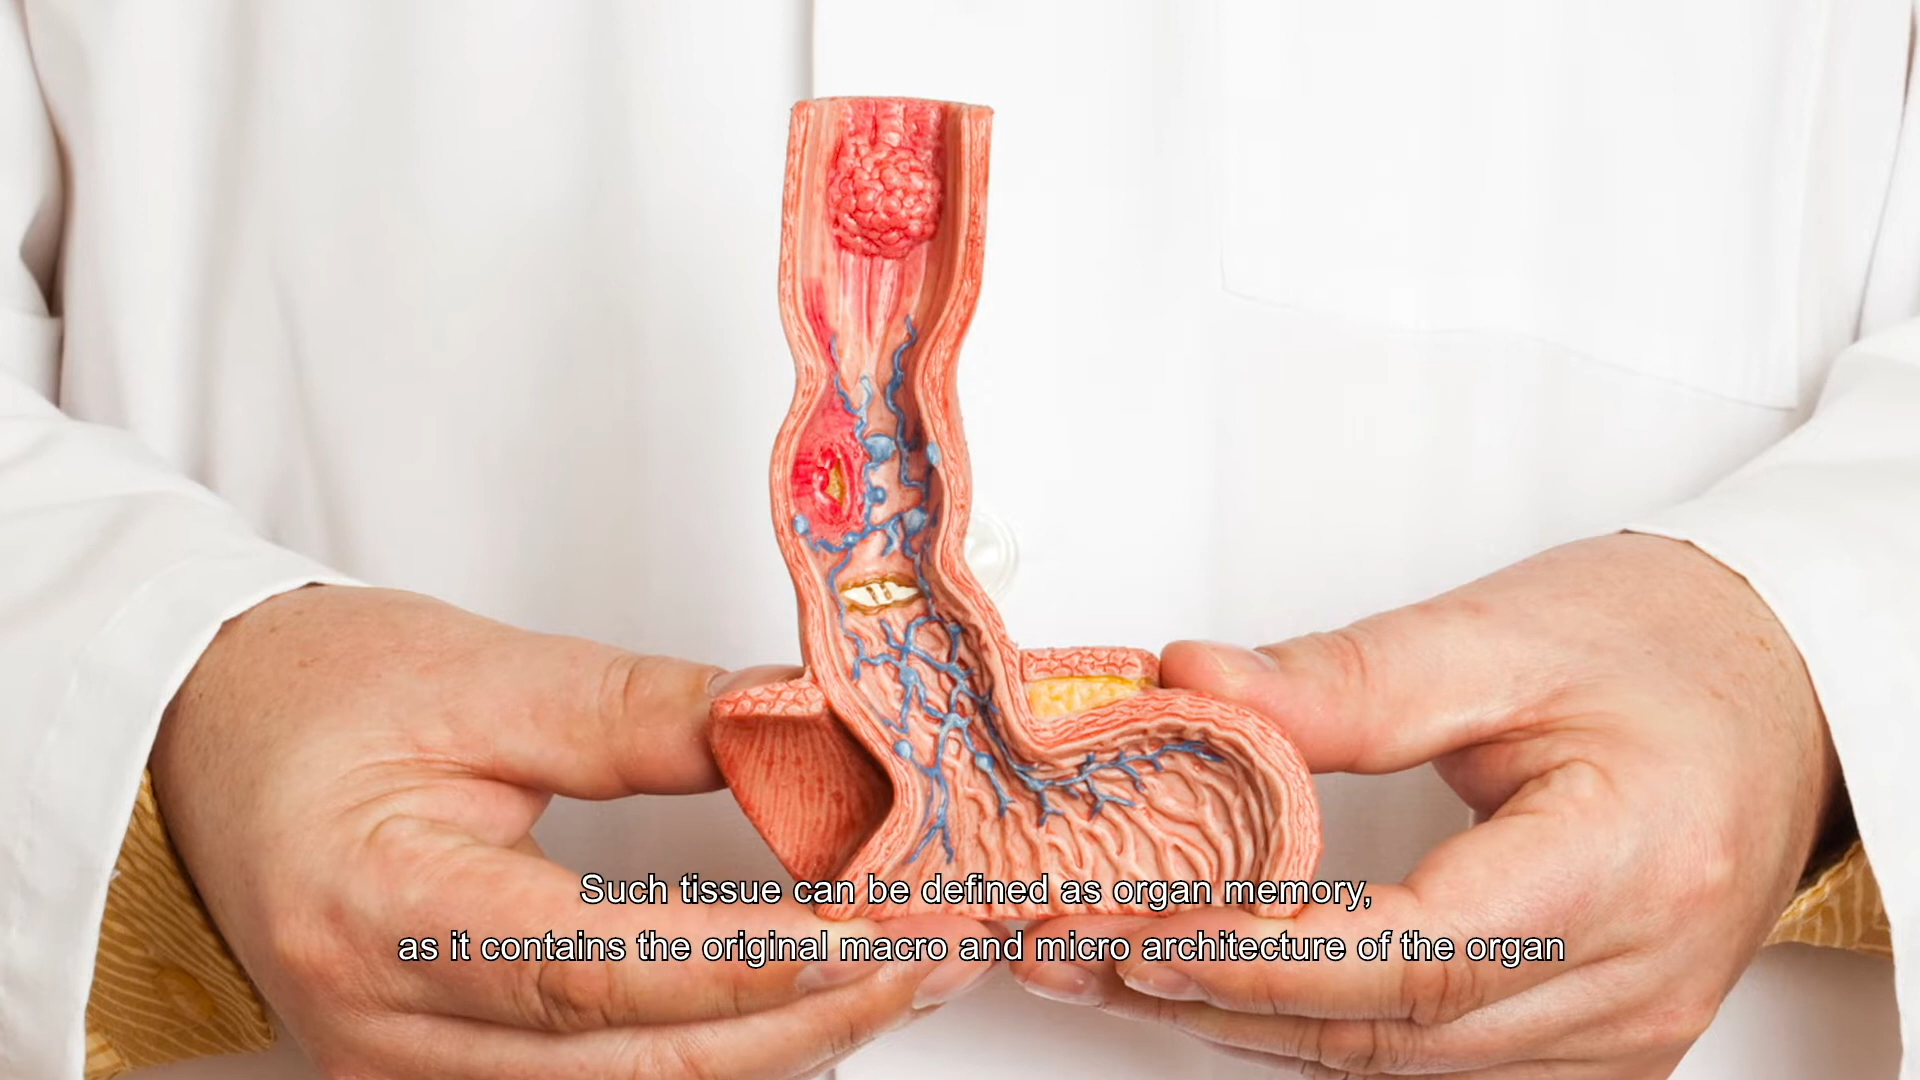 Such tissue can be defined as organ memory,
as it contains the original macro and micro architecture of the organ